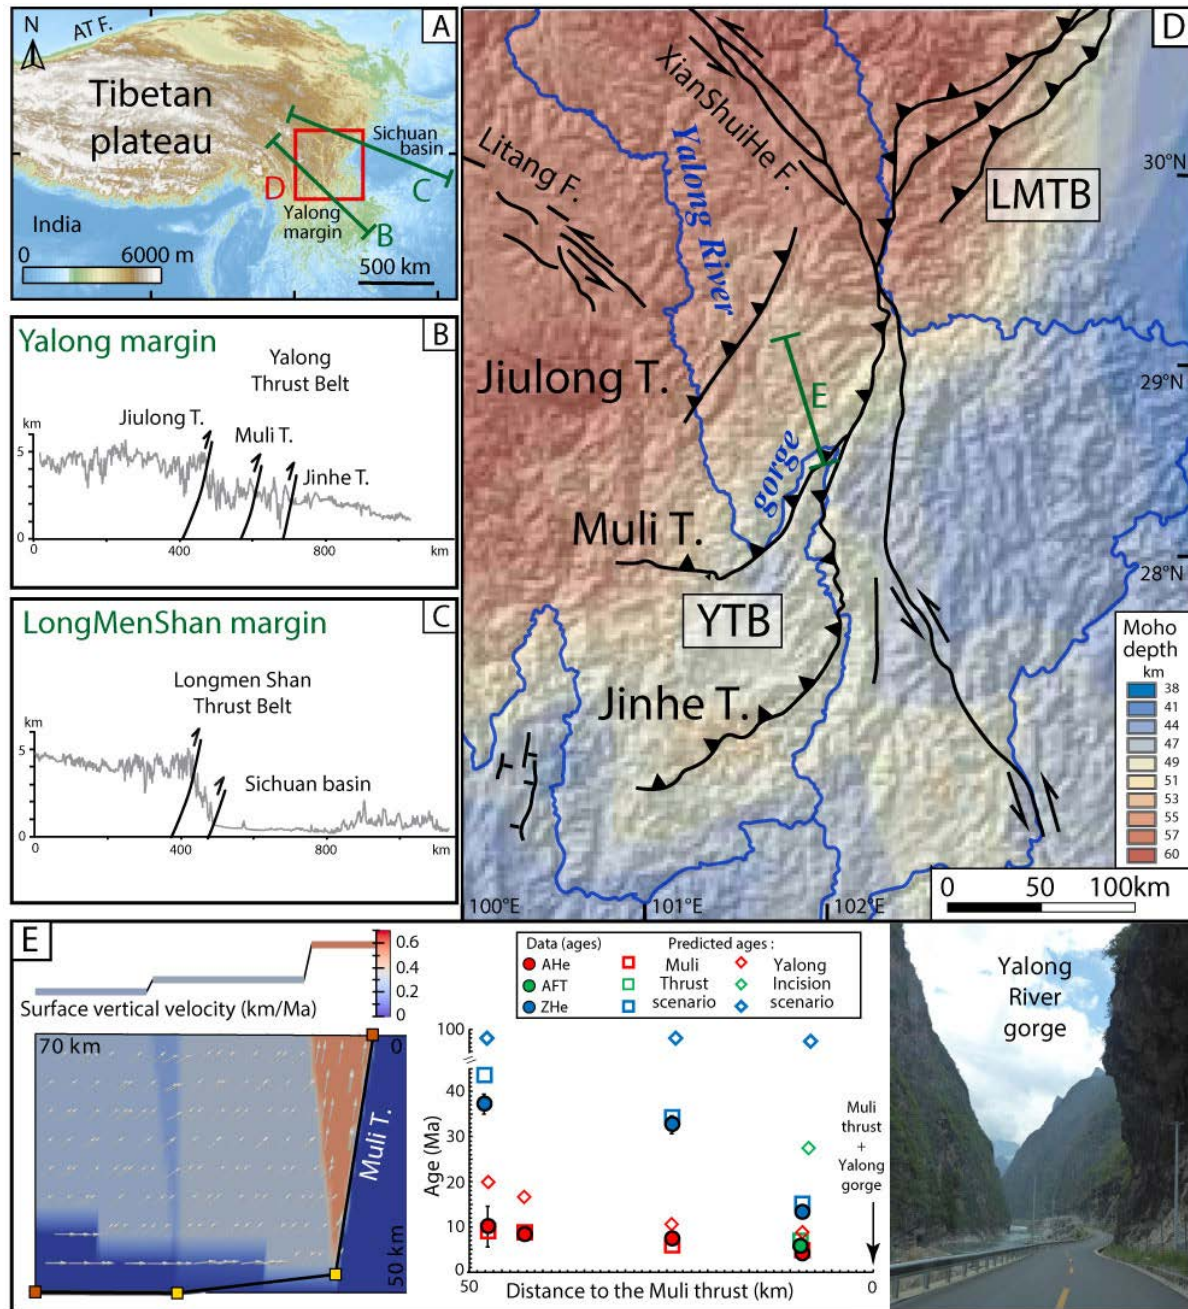 A
N
AT F.
Tibetan
plateau
Sichuan
basin
D
C
India
Yalong
margin
B
0
6000 m
500 km
B
Yalong margin
Yalong
Thrust Belt
Jiulong T.
Muli T.
Jinhe T.
km
5
0
0
400
800
km
C
LongMenShan margin
Longmen Shan
Thrust Belt
Sichuan basin
km
5
0
0
400
800
km
D
XianShuiHe F.
Litang F.
Yalong River
LMTB
30°N
Jiulong T.
E
29°N
gorge
Muli T.
28°N
YTB
Jinhe T.
Moho
depth
km
38
41
44
47
49
51
53
55
57
60
0
50
100km
100°E
101°E
102°E
E
0.6
0.4
0.2
0
Surface vertical velocity (km/Ma)
70 km
0
Muli T.
50 km
Data (ages)
Predicted ages :
AHe
Muli
Yalong
AFT
Thrust
Incision
ZHe
scenario
scenario
100
40
30
20
10
0
Age (Ma)
50
Distance to the Muli thrust (km)
0
Muli
thrust
+
Yalong
gorge
Yalong
River
gorge